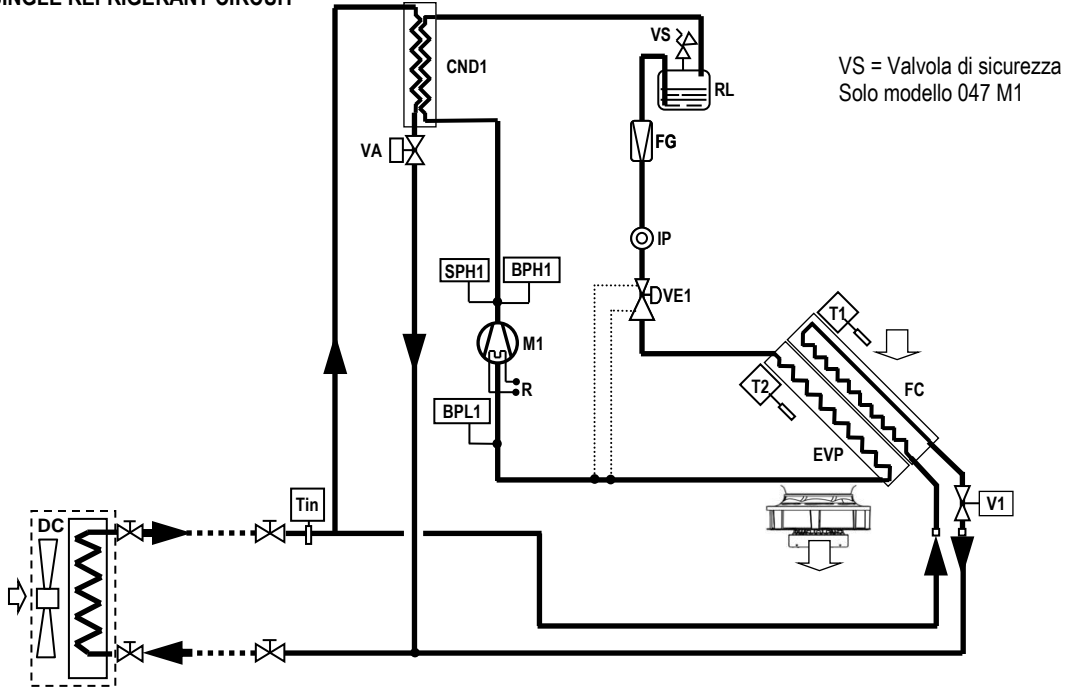 SINGLE REFRIGERANT CIRCUIT
VS
CND1
RL
VS = Valvola di sicurezza
Solo modello 047 M1
VA
FG
IP
SPH1
BPH1
VE1
T1
M1
T2
FC
R
BPL1
EVP
Tin
V1
DC